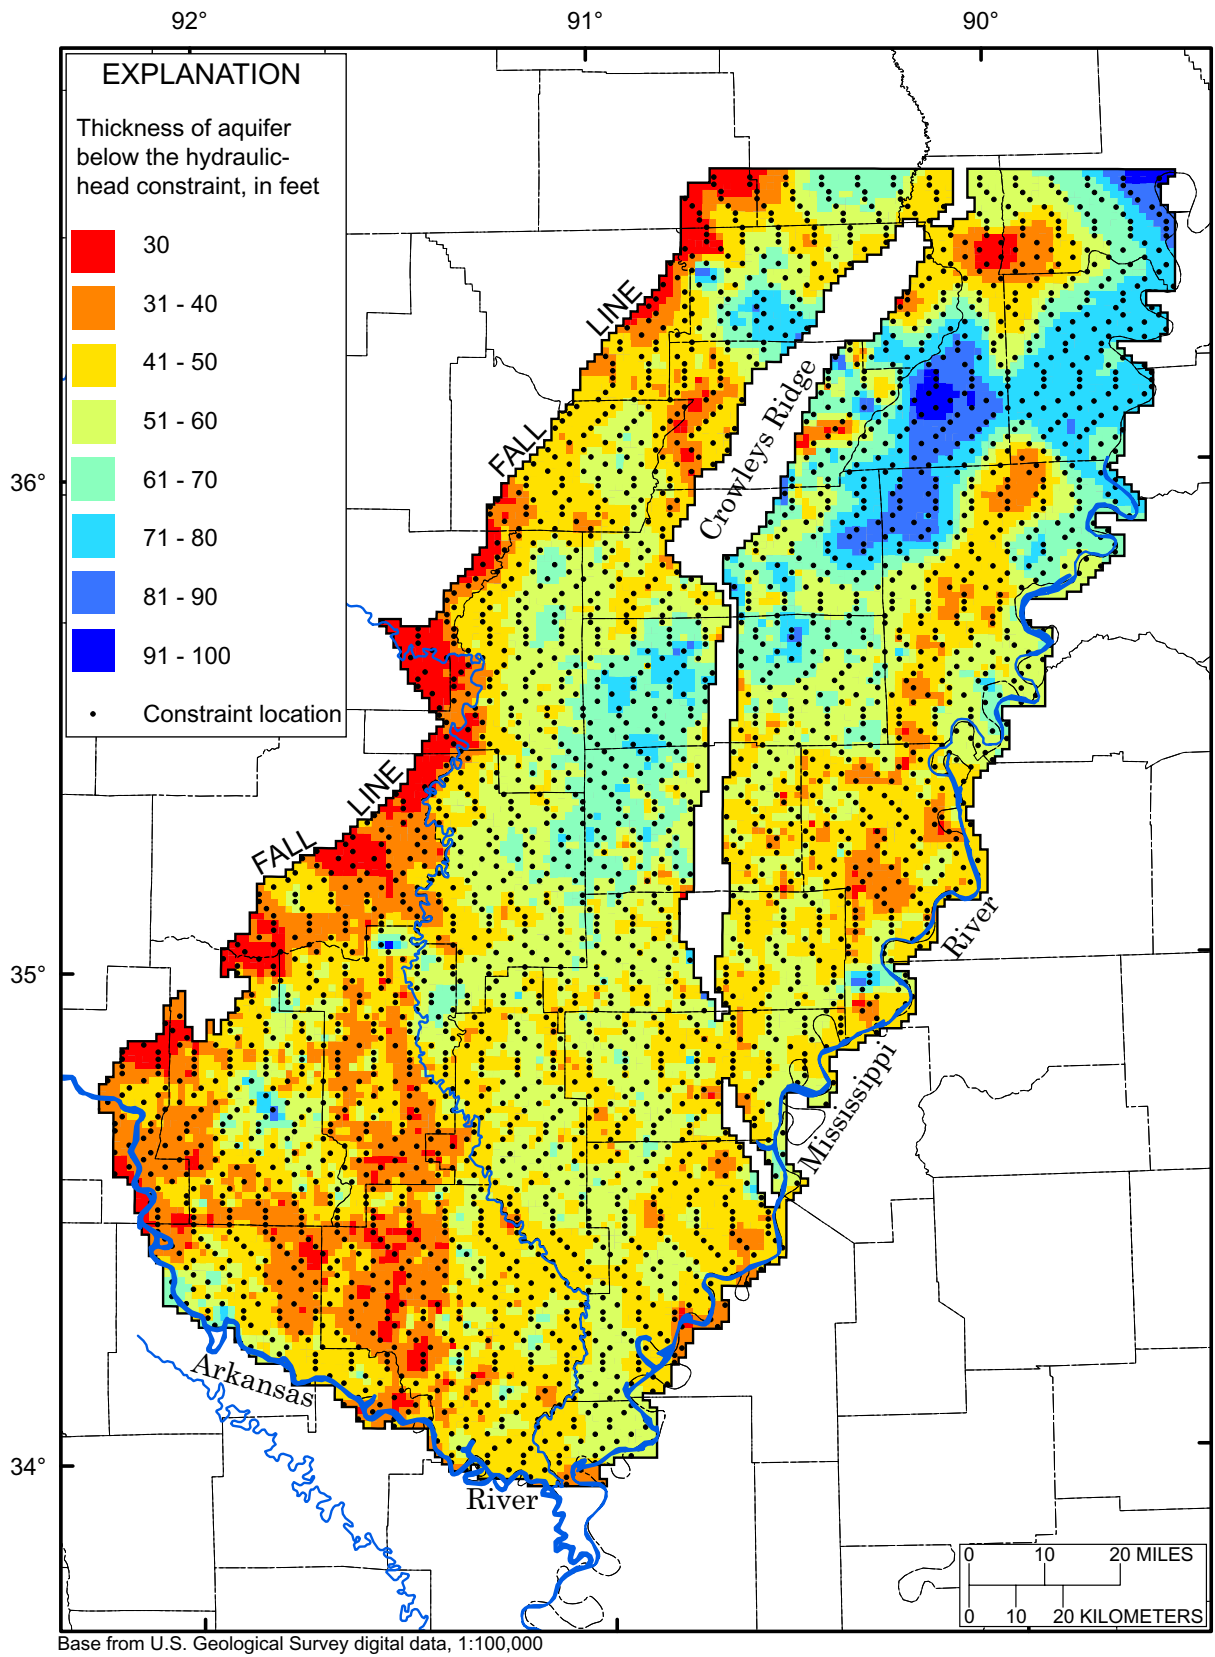 92°
91°
90°
EXPLANATION
Thickness of aquifer
below the hydraulic-
head constraint, in feet
30
31 - 40
41 - 50
51 - 60
61 - 70
71 - 80
81 - 90
91 - 100
Constraint location
FALL LINE
Crowleys Ridge
36°
FALL LINE
35°
Mississippi River
34°
Arkansas River
0 10 20 MILES
0 10 20 KILOMETERS
Base from U.S. Geological Survey digital data, 1:100,000